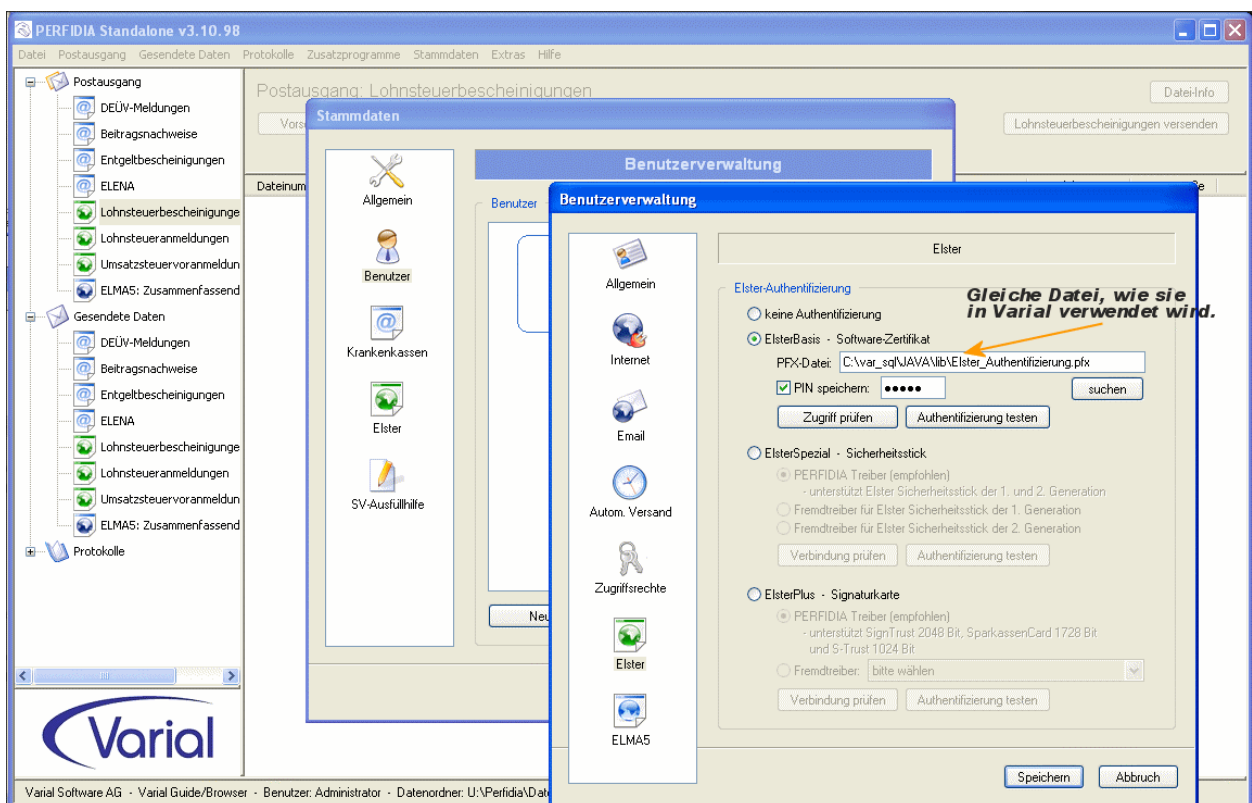 PERFIDIA Standalone v3.10.98
Datei Postausgang Gesendete Daten Protokolle Zusatzprogramme Stammdaten Extras Hilfe
Postausgang
DEÜV-Meldungen
Beitragsnachweise
Entgeltbescheinigungen
ELENA
Lohnsteuerbescheinigunge
Lohnsteueranmeldungen
Umsatzsteuervoranmeldun
ELMA5: Zusammenfassend
Gesendete Daten
DEÜV-Meldungen
Beitragsnachweise
Entgeltbescheinigungen
ELENA
Lohnsteuerbescheinigunge
Lohnsteueranmeldungen
Umsatzsteuervoranmeldun
ELMA5: Zusammenfassend
Protokolle
Varial
Postausgang: Lohnsteuerbescheinigungen
Datei-Info
Vors
Lohnsteuerbescheinigungen versenden
Dateinum
Stammdaten
Allgemein
Benutzer
Krankenkassen
Elster
SV-Ausfüllhilfe
Benutzerverwaltung
Benutzer
Neu
Benutzerverwaltung
Allgemein
Internet
Email
Autom. Versand
Zugriffsrechte
Elster
ELMA5
Elster
Elster-Authentifizierung
Gleiche Datei, wie sie
in Varial verwendet wird.
keine Authentifizierung
ElsterBasis - Software-Zertifikat
PFX-Datei: C:\var_sql\JAVA\lib\Elster_Authentifizierung.pfx
PIN speichern: ●●●●● suchen
Zugriff prüfen Authentifizierung testen
ElsterSpezial - Sicherheitsstick
PERFIDIA Treiber (empfohlen)
- unterstützt Elster Sicherheitsstick der 1. und 2. Generation
Fremdtreiber für Elster Sicherheitsstick der 1. Generation
Fremdtreiber für Elster Sicherheitsstick der 2. Generation
Verbindung prüfen Authentifizierung testen
ElsterPlus - Signaturkarte
PERFIDIA Treiber (empfohlen)
- unterstützt SignTrust 2048 Bit, SparkassenCard 1728 Bit
und S-Trust 1024 Bit
Fremdtreiber: bitte wählen
Verbindung prüfen Authentifizierung testen
Speichern Abbruch
Varial Software AG - Varial Guide/Browser - Benutzer: Administrator - Datenordner: U:\Perfidia\Date